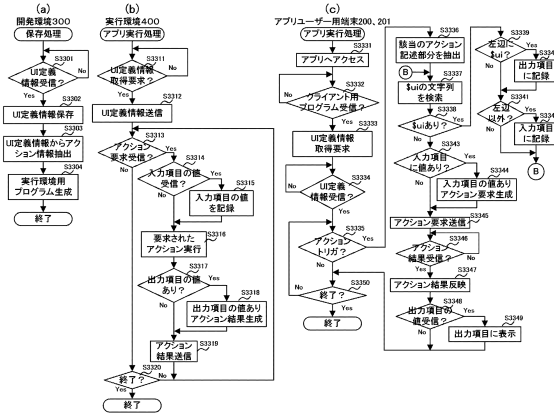 (a)
開発環境300
保存処理
S3301
UI定義情報
受信？
No
Yes
S3302
UI定義情報保存
S3303
UI定義情報からアク
ション情報抽出
S3304
実行環境用
プログラム生成
終了
(b)
実行環境400
アプリ実行処理
S3311
UI定義情報
取得要求？
No
Yes
S3312
UI定義情報送信
S3313
アクション
要求受信？
No
Yes
S3314
入力項目の値
受信？
Yes
No
S3315
入力項目の値
を記録
S3316
要求された
アクション実行
S3317
出力項目の値
あり？
Yes
No
S3318
出力項目の値あり
アクション結果生成
S3319
アクション
結果送信
S3320
終了？
No
Yes
終了
(c)
アプリユーザー用端末200、201
アプリ実行処理
S3331
アプリへアクセス
S3332
クライアント用
プログラム受信？
No
Yes
S3333
UI定義情報
取得要求
S3334
UI定義
情報受信？
No
Yes
S3335
アクション
トリガ？
Yes
No
S3350
終了？
No
Yes
終了
S3336
該当のアクション
記述部分を抽出
B
S3337
$uiの文字列
を検索
S3338
$uiあり？
Yes
No
S3339
左辺に
$ui？
Yes
No
出力項目
に記録
S3341
左辺
以外？
Yes
No
入力項目
に記録
B
S3343
入力項目
に値あり？
Yes
No
S3344
入力項目の値あり
アクション要求生成
S3345
アクション要求送信
S3346
アクション
結果受信？
No
Yes
S3347
アクション結果反映
S3348
出力項目の
値受信？
Yes
No
S3349
出力項目に表示